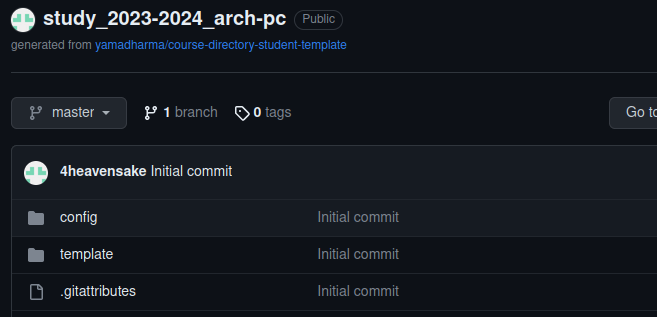 study_2023-2024_arch-pc Public
generated from yamadharma/course-directory-student-template
master 1 branch 0 tags Go to
4heavensake Initial commit
config Initial commit
template Initial commit
.gitattributes Initial commit